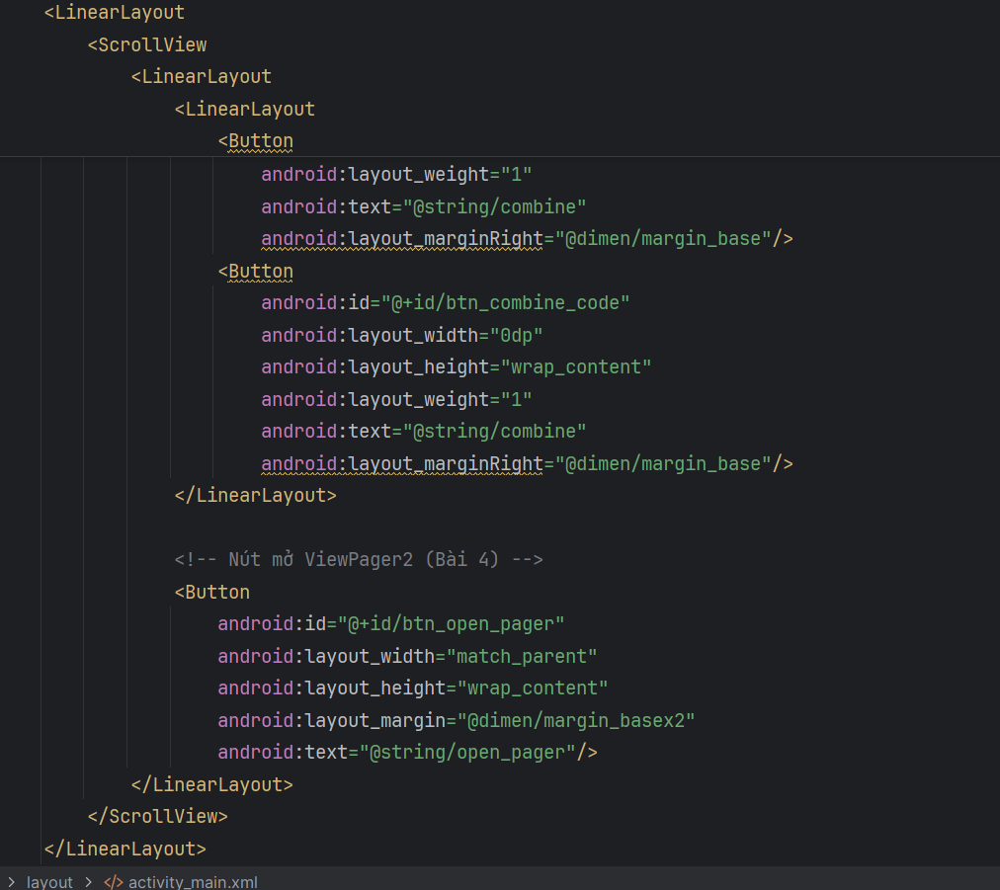 <LinearLayout
<ScrollView
<LinearLayout
<LinearLayout
<Button
android:layout_weight="1"
android:text="@string/combine"
android:layout_marginRight="@dimen/margin_base"/>
<Button
android:id="@+id/btn_combine_code"
android:layout_width="0dp"
android:layout_height="wrap_content"
android:layout_weight="1"
android:text="@string/combine"
android:layout_marginRight="@dimen/margin_base"/>
</LinearLayout>
<!-- Nút mở ViewPager2 (Bài 4) -->
<Button
android:id="@+id/btn_open_pager"
android:layout_width="match_parent"
android:layout_height="wrap_content"
android:layout_margin="@dimen/margin_basex2"
android:text="@string/open_pager"/>
</LinearLayout>
</ScrollView>
</LinearLayout>
> layout > </> activity_main.xml